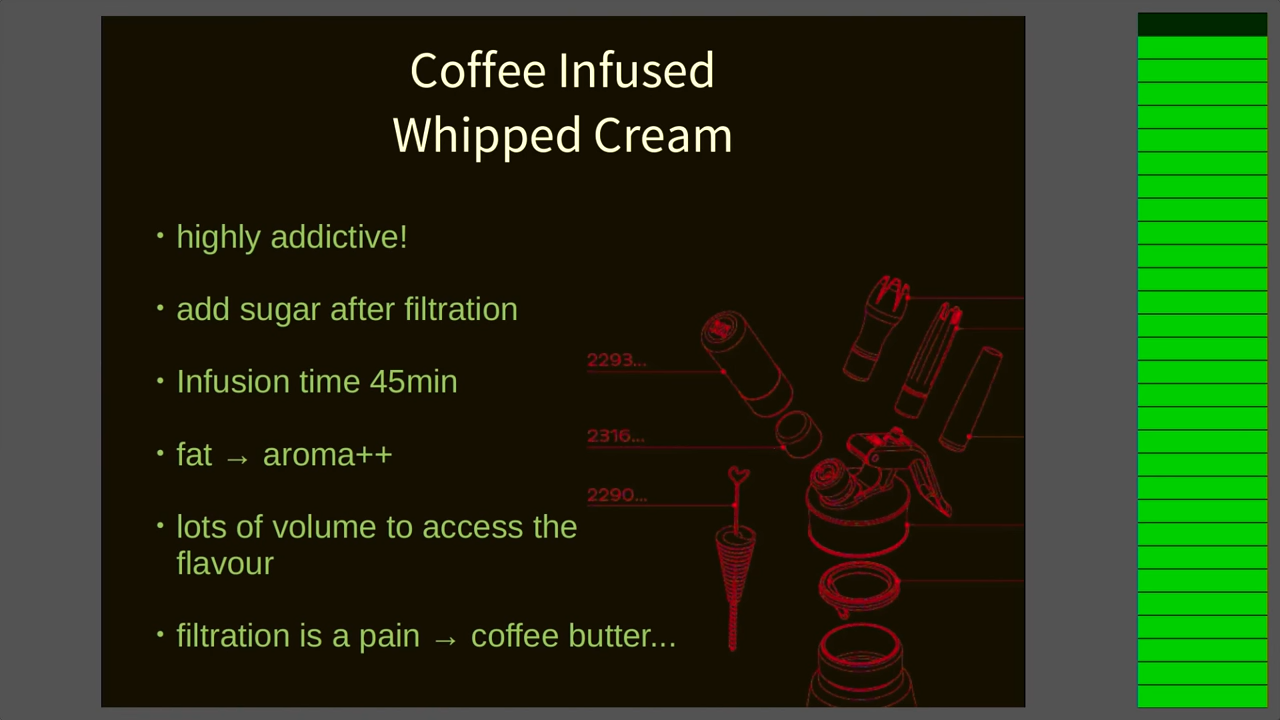 Coffee Infused
Whipped Cream
• highly addictive!
• add sugar after filtration
• Infusion time 45min
• fat → aroma++
• lots of volume to access the
flavour
• filtration is a pain → coffee butter...
2293...
2316...
2290...